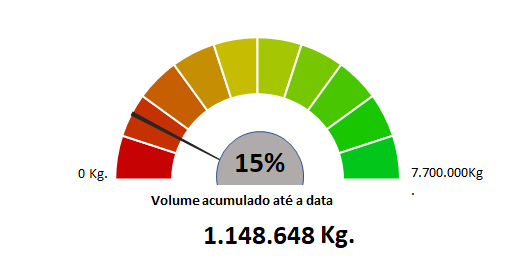 15%
0 Kg.
7.700.000Kg
.
Volume acumulado até a data
1.148.648 Kg.